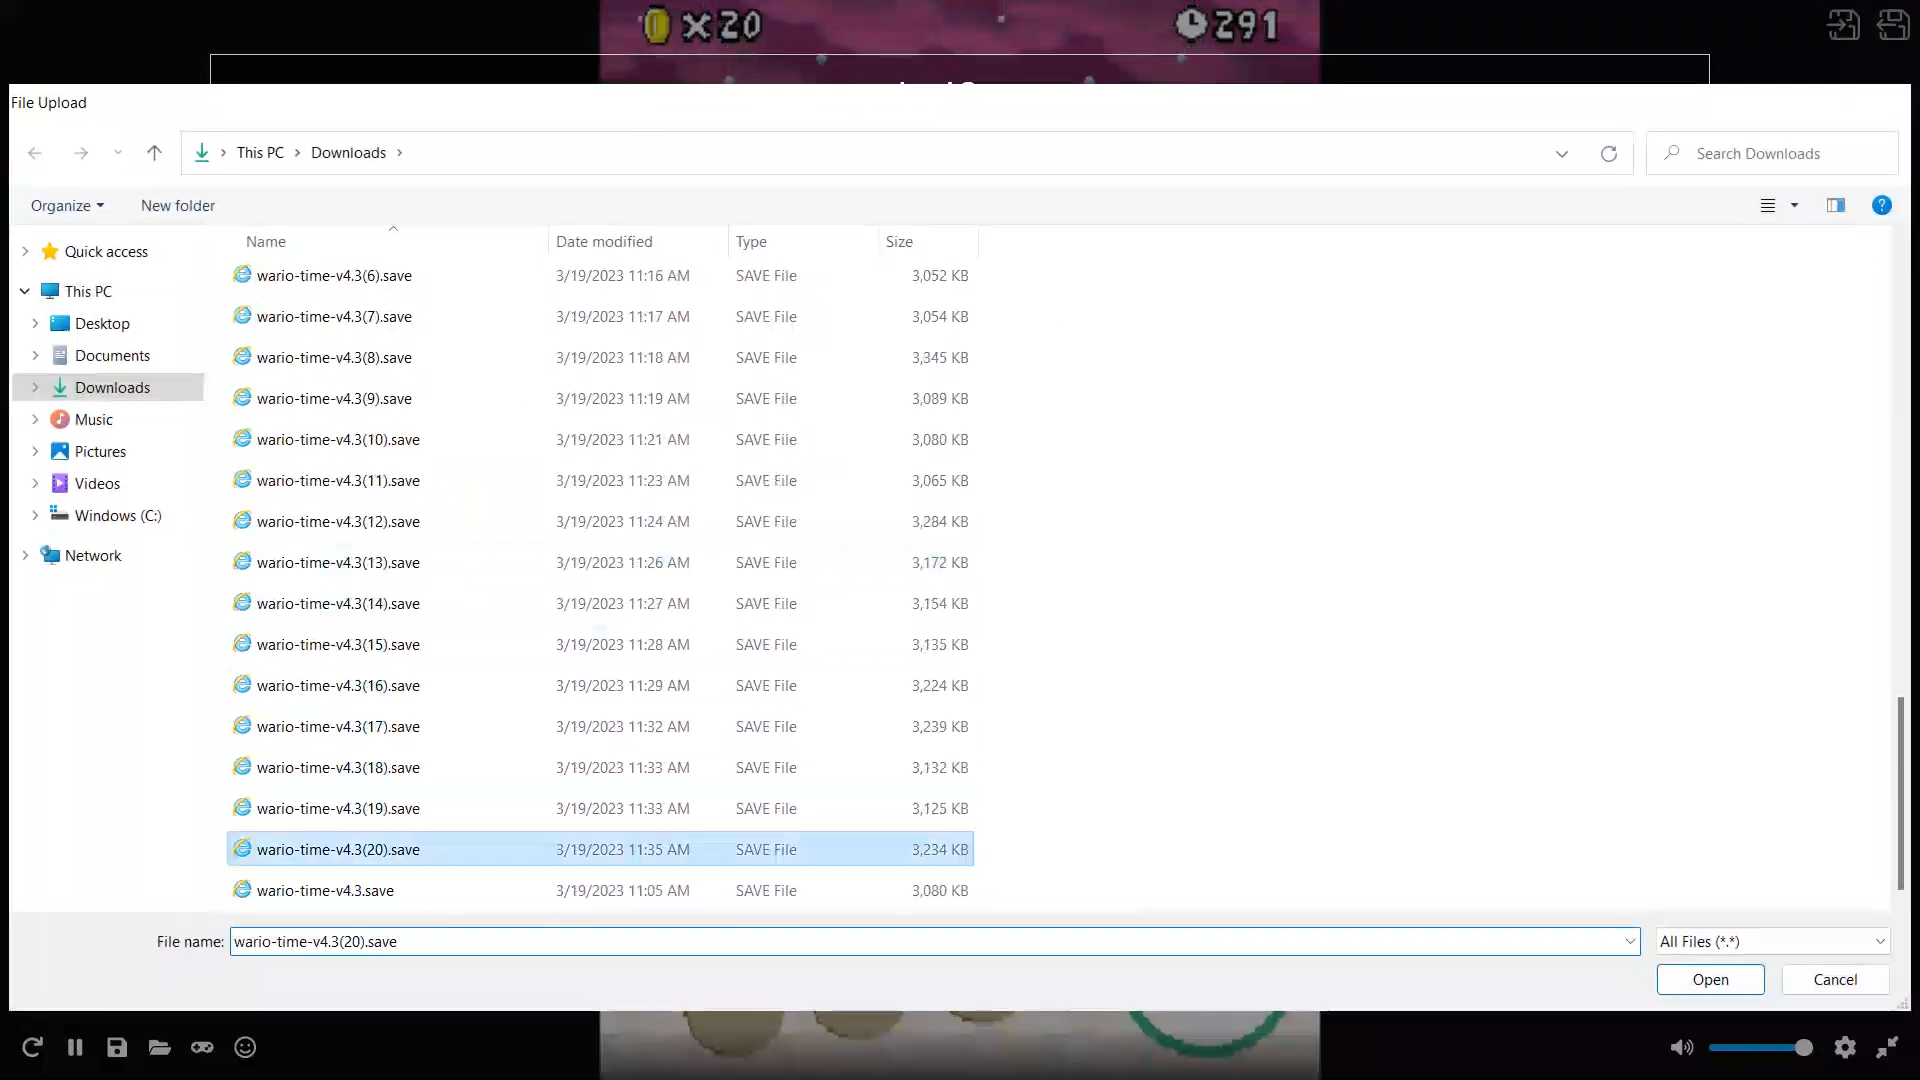 ×20
291
File Upload
This PC
Downloads
Search Downloads
Organize
New folder
Quick access
This PC
Desktop
Documents
Downloads
Music
Pictures
Videos
Windows (C:)
Network
Name Date modified Type Size
wario-time-v4.3(6).save 3/19/2023 11:16 AM SAVE File 3,052 KB
wario-time-v4.3(7).save 3/19/2023 11:17 AM SAVE File 3,054 KB
wario-time-v4.3(8).save 3/19/2023 11:18 AM SAVE File 3,345 KB
wario-time-v4.3(9).save 3/19/2023 11:19 AM SAVE File 3,089 KB
wario-time-v4.3(10).save 3/19/2023 11:21 AM SAVE File 3,080 KB
wario-time-v4.3(11).save 3/19/2023 11:23 AM SAVE File 3,065 KB
wario-time-v4.3(12).save 3/19/2023 11:24 AM SAVE File 3,284 KB
wario-time-v4.3(13).save 3/19/2023 11:26 AM SAVE File 3,172 KB
wario-time-v4.3(14).save 3/19/2023 11:27 AM SAVE File 3,154 KB
wario-time-v4.3(15).save 3/19/2023 11:28 AM SAVE File 3,135 KB
wario-time-v4.3(16).save 3/19/2023 11:29 AM SAVE File 3,224 KB
wario-time-v4.3(17).save 3/19/2023 11:32 AM SAVE File 3,239 KB
wario-time-v4.3(18).save 3/19/2023 11:33 AM SAVE File 3,132 KB
wario-time-v4.3(19).save 3/19/2023 11:33 AM SAVE File 3,125 KB
wario-time-v4.3(20).save 3/19/2023 11:35 AM SAVE File 3,234 KB
wario-time-v4.3.save 3/19/2023 11:05 AM SAVE File 3,080 KB
File name: wario-time-v4.3(20).save
All Files (*.*)
Open
Cancel